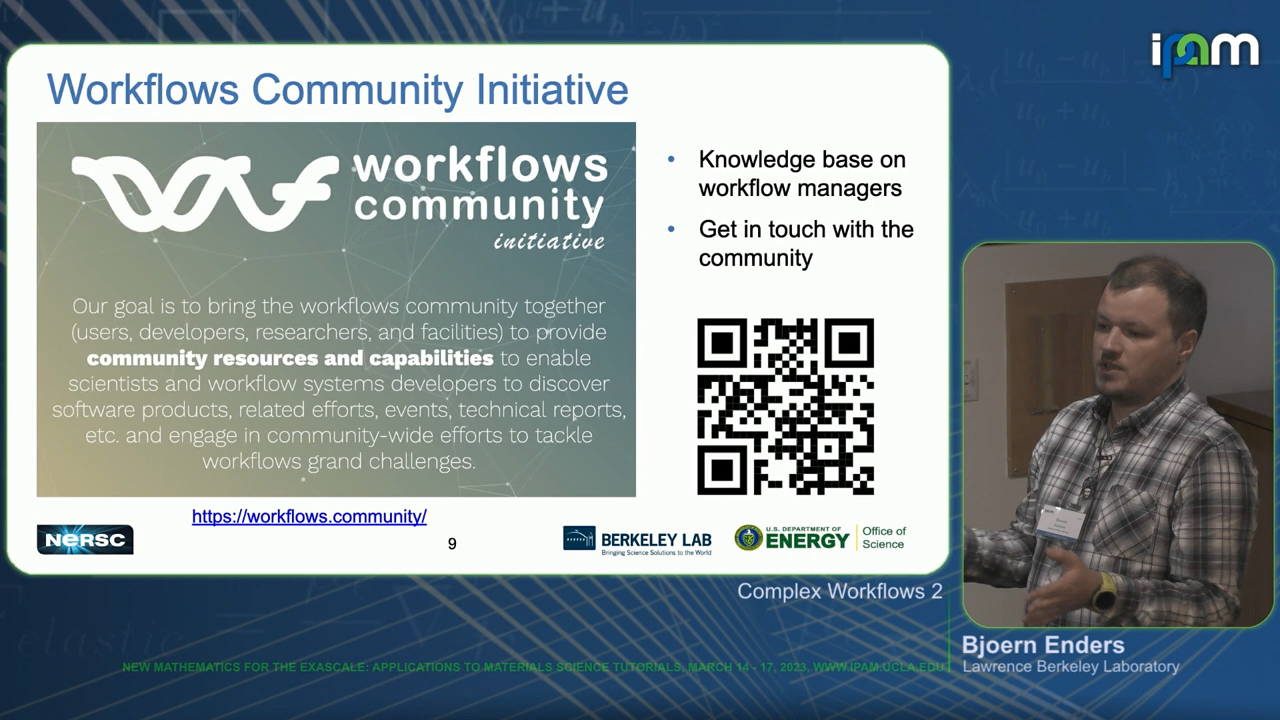 ipam
Workflows Community Initiative
workflows
community
initiative
Our goal is to bring the workflows community together
(users, developers, researchers, and facilities) to provide
community resources and capabilities to enable
scientists and workflow systems developers to discover
software products, related efforts, events, technical reports,
etc. and engage in community-wide efforts to tackle
workflows grand challenges.
• Knowledge base on
workflow managers
• Get in touch with the
community
https://workflows.community/
NERSC
9
BERKELEY LAB
Bringing Science Solutions to the World
U.S. DEPARTMENT OF
ENERGY
Office of
Science
Complex Workflows 2
Bjoern Enders
Lawrence Berkeley Laboratory
elastic
NEW MATHEMATICS FOR THE EXASCALE: APPLICATIONS TO MATERIALS SCIENCE TUTORIALS, MARCH 14 - 17, 2023, WWW.IPAM.UCLA.EDU